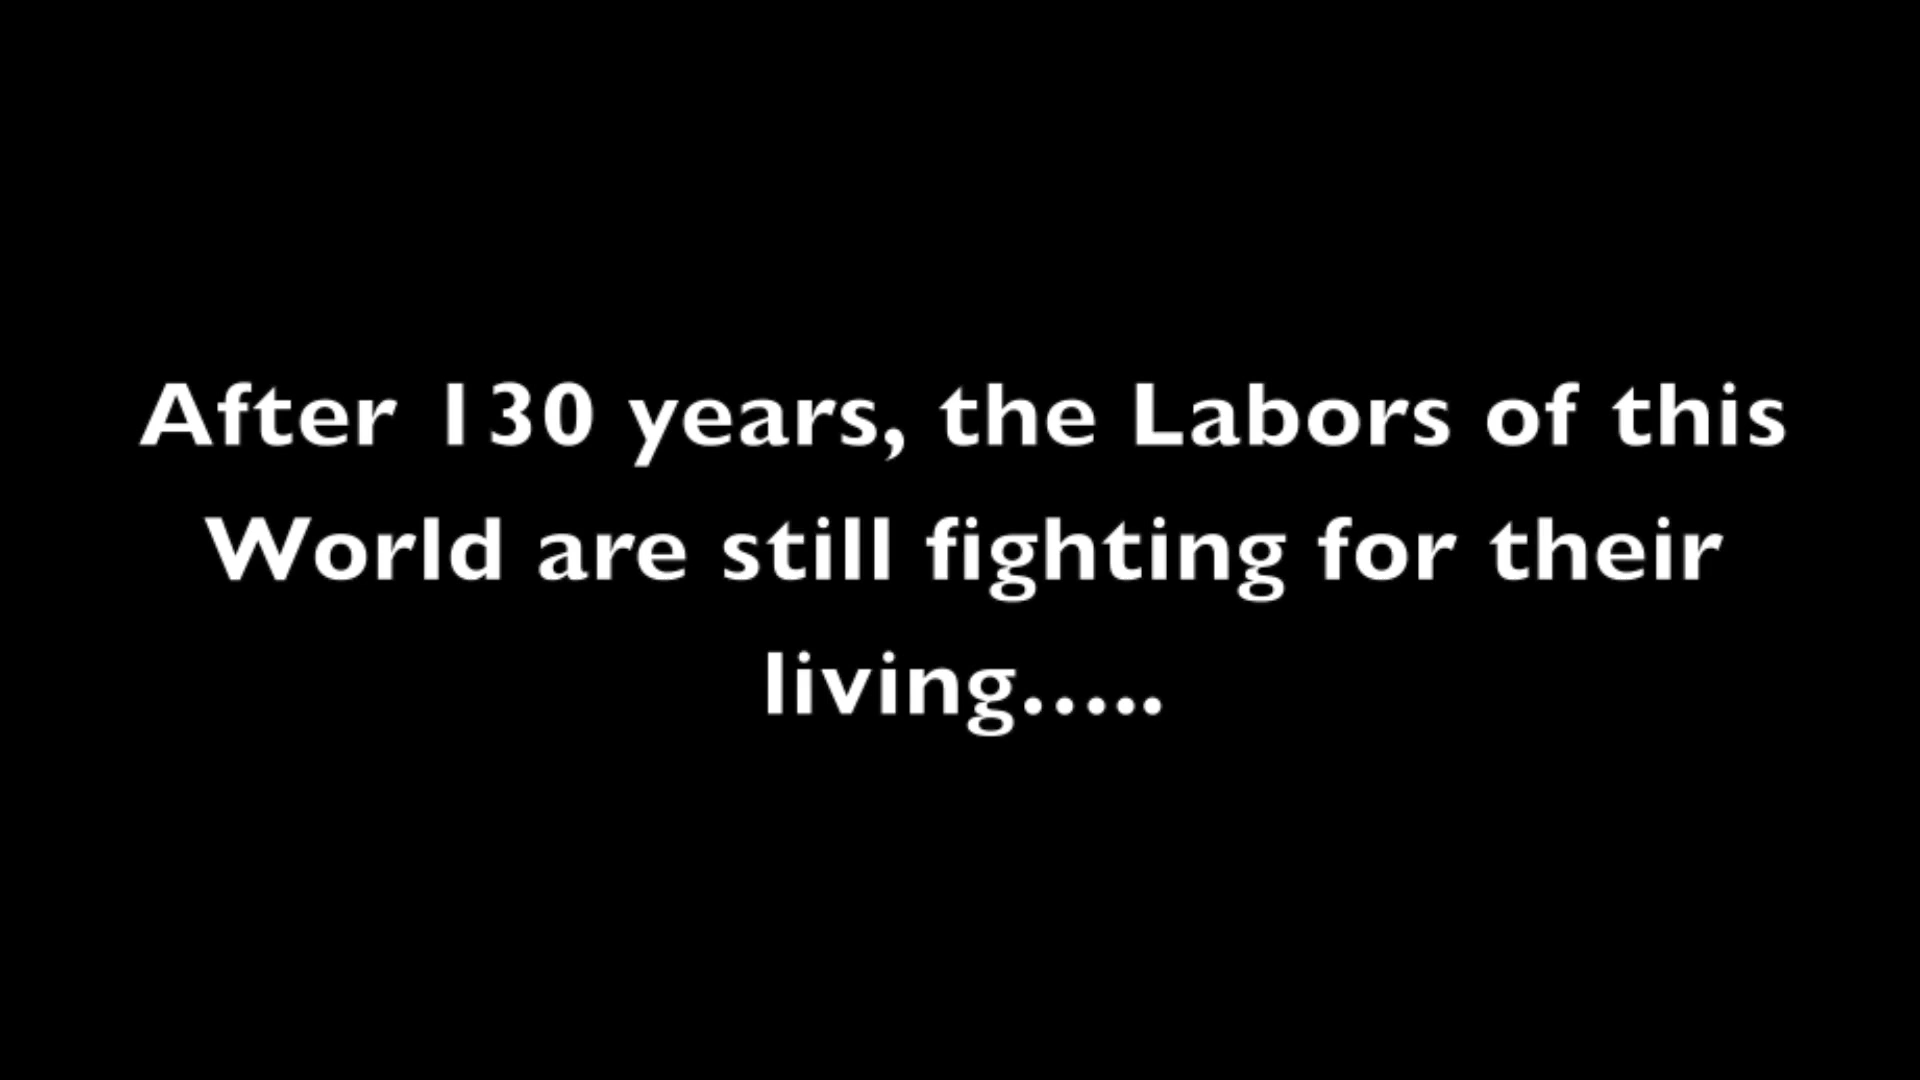 After 130 years, the Labors of this
World are still fighting for their
living.....